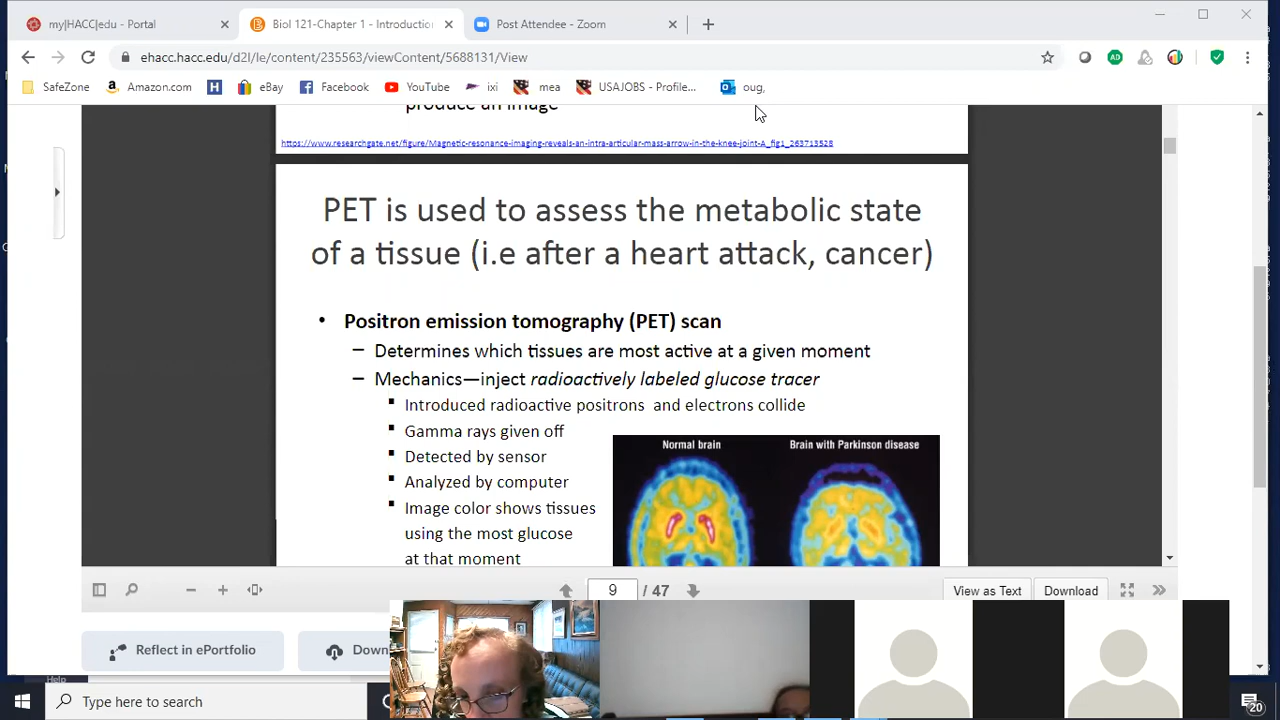 my|HACC|edu - Portal
Biol 121-Chapter 1 - Introductio
Post Attendee - Zoom
ehacc.hacc.edu/d2l/le/content/235563/viewContent/5688131/View
SafeZone
Amazon.com
eBay
Facebook
YouTube
ixi
mea
USAJOBS - Profile...
oug,
produce an image
https://www.researchgate.net/figure/Magnetic-resonance-imaging-reveals-an-intra-articular-mass-arrow-in-the-knee-joint-A_fig1_263713528
PET is used to assess the metabolic state
of a tissue (i.e after a heart attack, cancer)
• Positron emission tomography (PET) scan
– Determines which tissues are most active at a given moment
– Mechanics—inject radioactively labeled glucose tracer
▪ Introduced radioactive positrons and electrons collide
▪ Gamma rays given off
▪ Detected by sensor
▪ Analyzed by computer
▪ Image color shows tissues
using the most glucose
at that moment
Normal brain
Brain with Parkinson disease
9 / 47
View as Text
Download
Reflect in ePortfolio
Down
Help
Type here to search
20